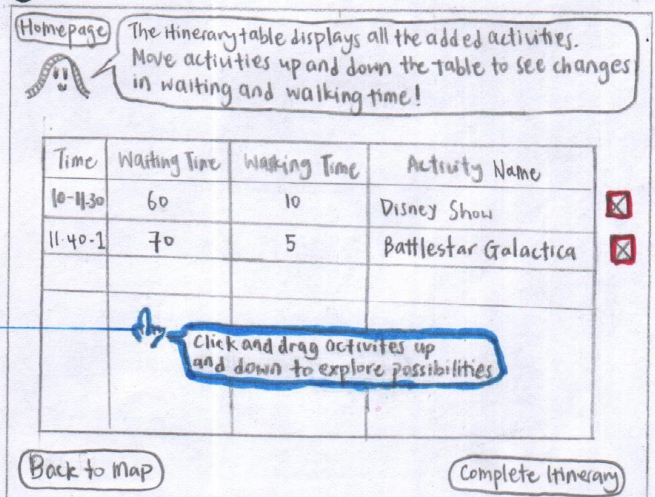 Homepage
The itinerary table displays all the added activities.
Move activities up and down the table to see changes
in waiting and walking time!
Time Waiting Time Walking Time Activity Name
10-11.30 60 10 Disney Show
11.40-1 70 5 Battlestar Galactica
Click and drag activites up
and down to explore possibilities
Back to Map
Complete Itinerary